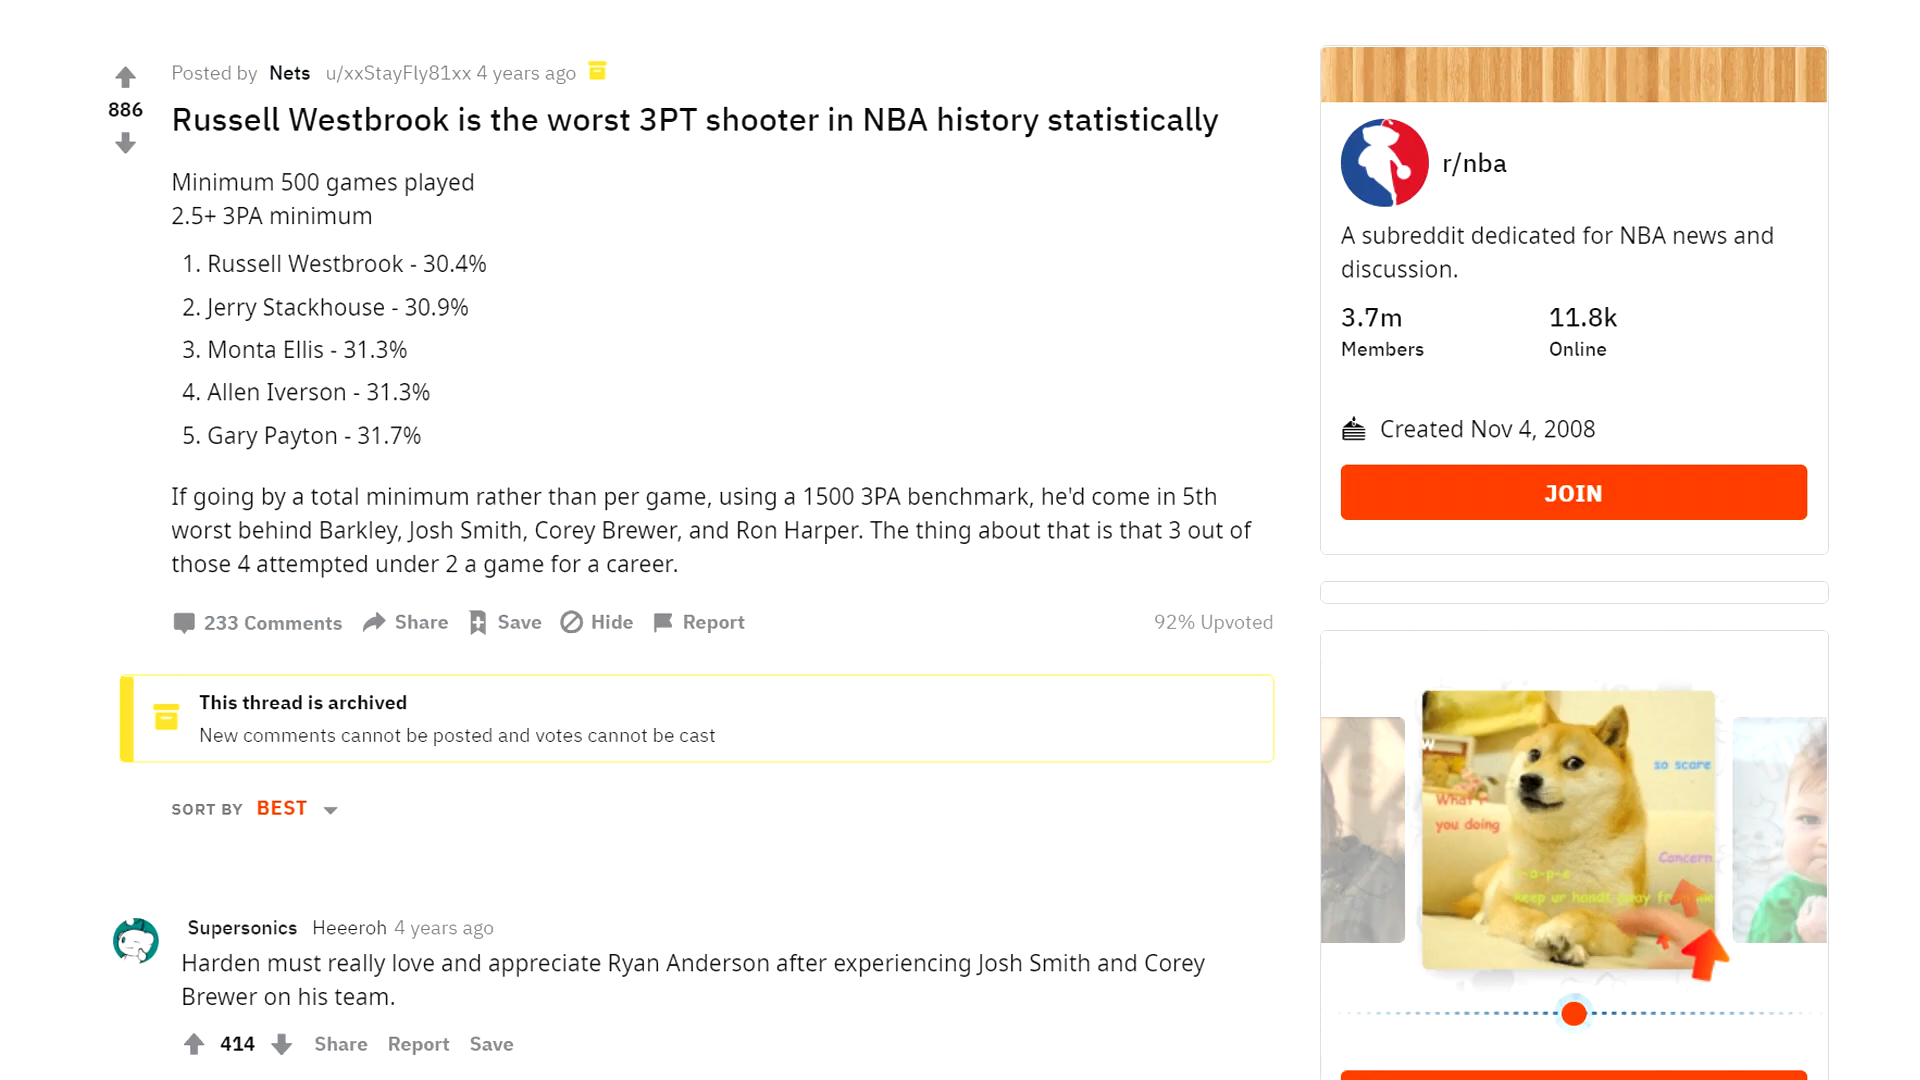 Posted by Nets u/xxStayFly81xx 4 years ago
886
Russell Westbrook is the worst 3PT shooter in NBA history statistically
Minimum 500 games played
2.5+ 3PA minimum
1. Russell Westbrook - 30.4%
2. Jerry Stackhouse - 30.9%
3. Monta Ellis - 31.3%
4. Allen Iverson - 31.3%
5. Gary Payton - 31.7%
If going by a total minimum rather than per game, using a 1500 3PA benchmark, he'd come in 5th
worst behind Barkley, Josh Smith, Corey Brewer, and Ron Harper. The thing about that is that 3 out of
those 4 attempted under 2 a game for a career.
233 Comments Share Save Hide Report 92% Upvoted
This thread is archived
New comments cannot be posted and votes cannot be cast
SORT BY BEST
Supersonics Heeeroh 4 years ago
Harden must really love and appreciate Ryan Anderson after experiencing Josh Smith and Corey
Brewer on his team.
414 Share Report Save
r/nba
A subreddit dedicated for NBA news and
discussion.
3.7m 11.8k
Members Online
Created Nov 4, 2008
JOIN
so scare
What r
you doing
Concern
keep ur hands away from me